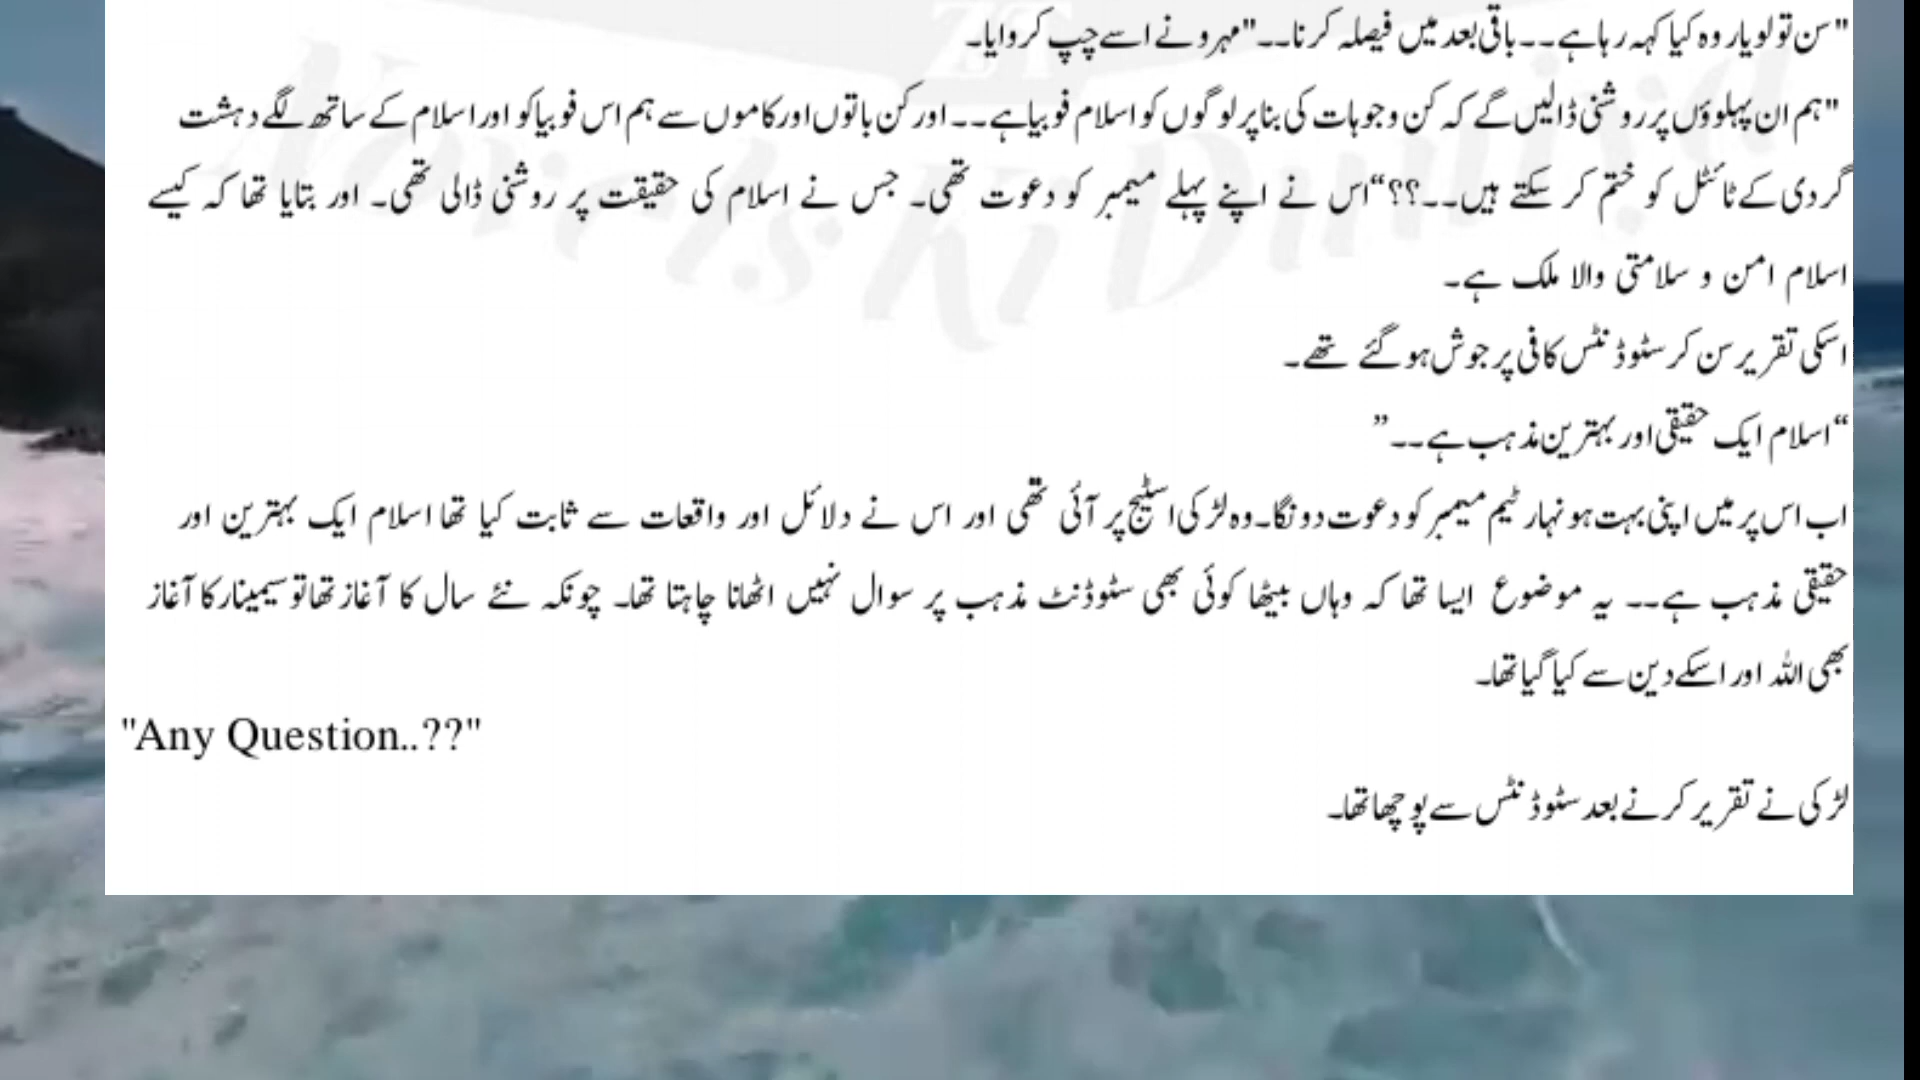 "سن تو لو یار وہ کیا کہہ رہا ہے۔۔باقی بعد میں فیصلہ کرنا۔۔"مہرو نے اسے چپ کروایا۔
"ہم ان پہلوؤں پر روشنی ڈالیں گے کہ کن وجوہات کی بنا پر لوگوں کو اسلام فوبیا ہے۔۔اور کن باتوں اور کاموں سے ہم اس فوبیا کو اور اسلام کے ساتھ لگے دہشت
گردی کے ٹائٹل کو ختم کر سکتے ہیں۔۔؟؟“اس نے اپنے پہلے میمبر کو دعوت تھی۔ جس نے اسلام کی حقیقت پر روشنی ڈالی تھی۔ اور بتایا تھا کہ کیسے
اسلام امن و سلامتی والا ملک ہے۔
اسکی تقریر سن کر سٹوڈنٹس کافی پرجوش ہوگئے تھے۔
“اسلام ایک حقیقی اور بہترین مذہب ہے۔۔”
اب اس پر میں اپنی بہت ہونہار ٹیم میمبر کو دعوت دونگا۔وہ لڑکی اسٹیج پر آئی تھی اور اس نے دلائل اور واقعات سے ثابت کیا تھا اسلام ایک بہترین اور
حقیقی مذہب ہے۔۔ یہ موضوع ایسا تھا کہ وہاں بیٹھا کوئی بھی سٹوڈنٹ مذہب پر سوال نہیں اٹھانا چاہتا تھا۔ چونکہ نئے سال کا آغاز تھا تو سیمینار کا آغاز
بھی اللہ اور اسکے دین سے کیا گیا تھا۔
"Any Question..??"
لڑکی نے تقریر کرنے بعد سٹوڈنٹس سے پوچھا تھا۔